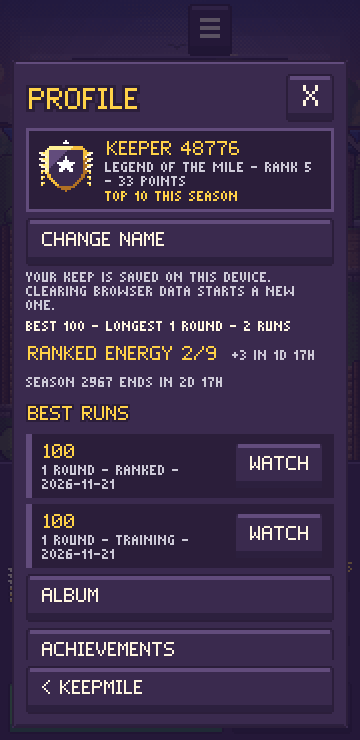 PROFILE
X
KEEPER 48776
LEGEND OF THE MILE - RANK 5
- 33 POINTS
TOP 10 THIS SEASON
CHANGE NAME
YOUR KEEP IS SAVED ON THIS DEVICE.
CLEARING BROWSER DATA STARTS A NEW
ONE.
BEST 100 - LONGEST 1 ROUND - 2 RUNS
RANKED ENERGY 2/9 +3 IN 1D 17H
SEASON 2967 ENDS IN 2D 17H
BEST RUNS
100
1 ROUND - RANKED -
2026-11-21
WATCH
100
1 ROUND - TRAINING -
2026-11-21
WATCH
ALBUM
ACHIEVEMENTS
< KEEPMILE